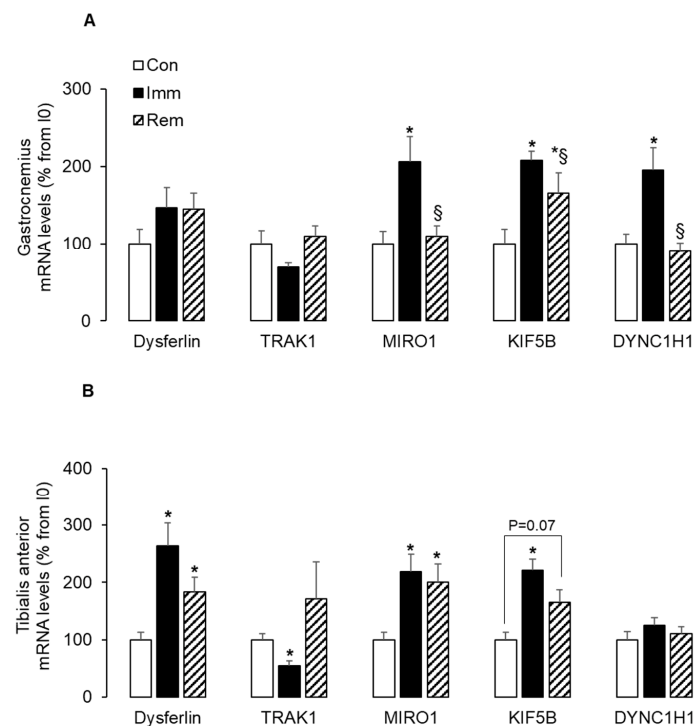 A
Con
Imm
Rem
Gastrocnemius
mRNA levels (% from I0)
300
200
100
0
*
§
*
*§
*
§
Dysferlin TRAK1 MIRO1 KIF5B DYNC1H1
B
Tibialis anterior
mRNA levels (% from I0)
400
300
200
100
0
*
*
*
*
*
P=0.07
*
Dysferlin TRAK1 MIRO1 KIF5B DYNC1H1